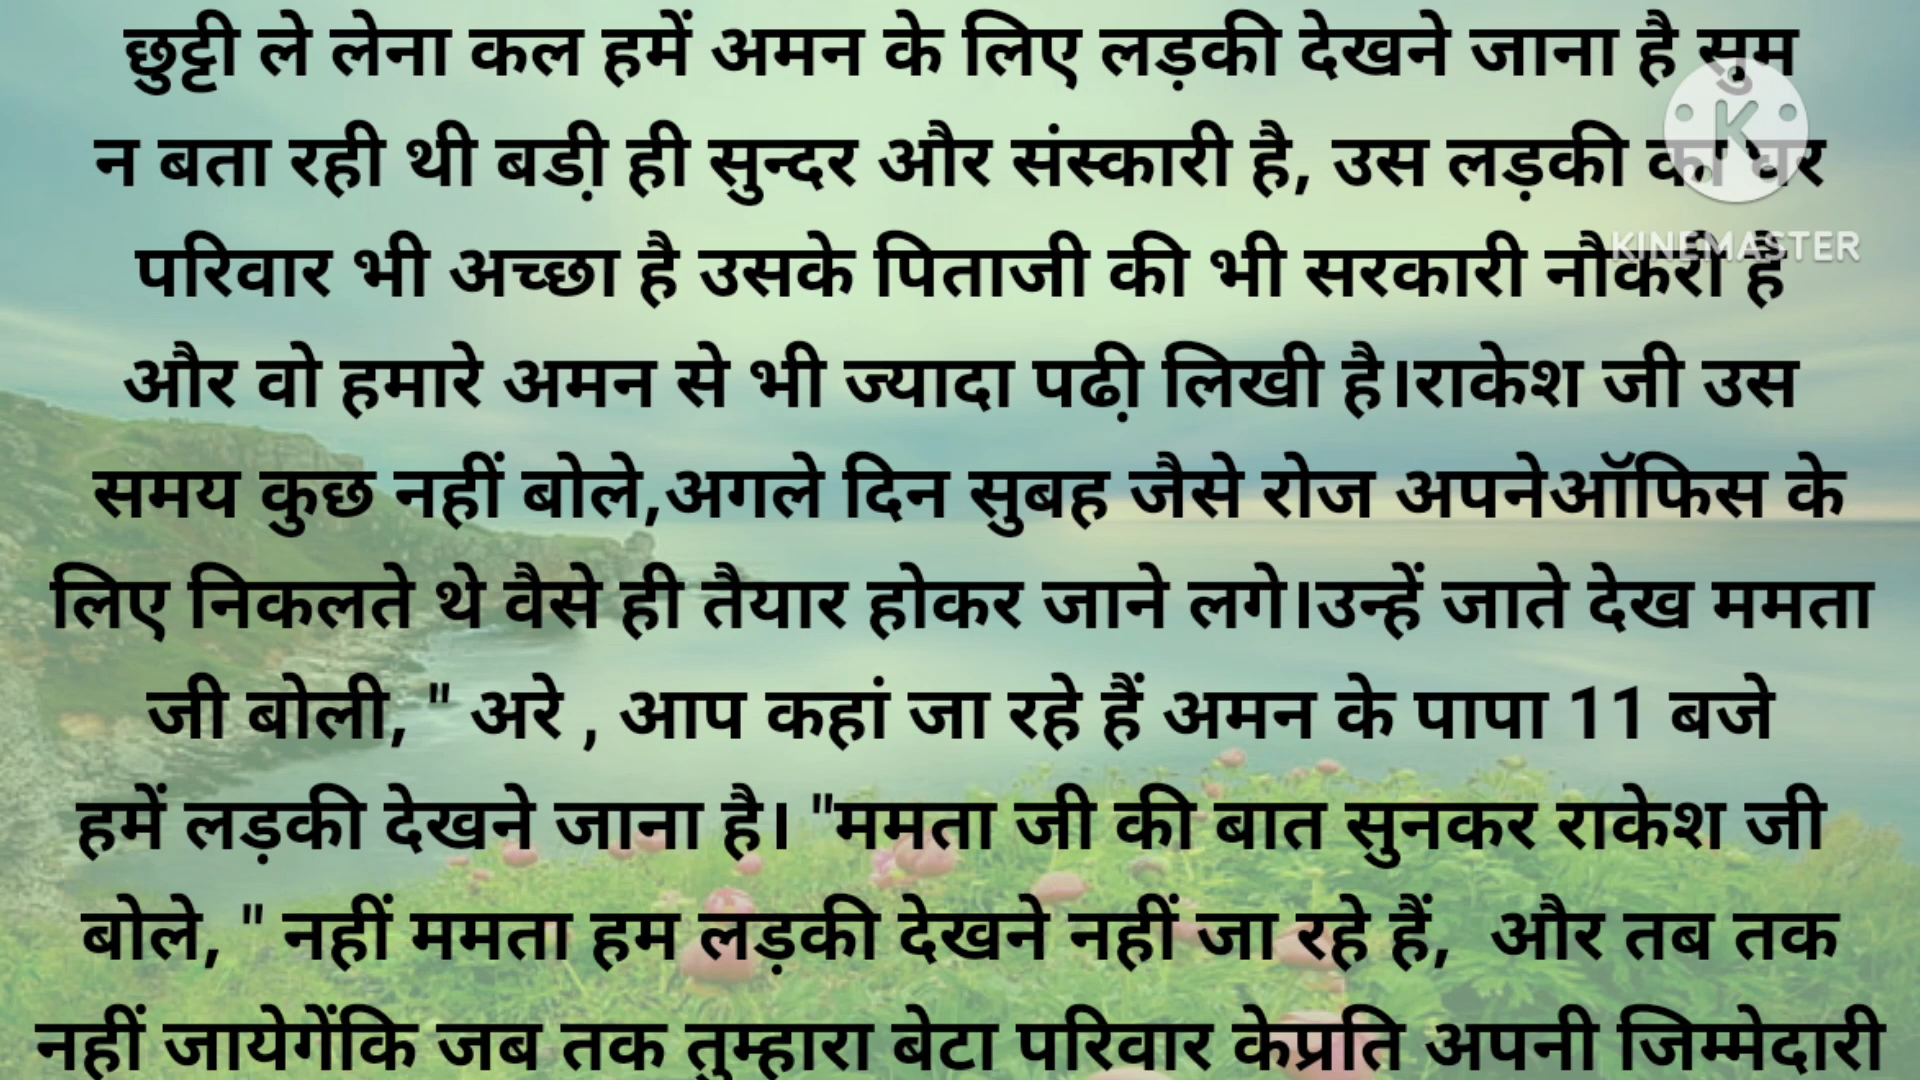 छुट्टी ले लेना कल हमें अमन के लिए लड़की देखने जाना है सुम
न बता रही थी बडी़ ही सुन्दर और संस्कारी है, उस लड़की का घर
परिवार भी अच्छा है उसके पिताजी की भी सरकारी नौकरी है
और वो हमारे अमन से भी ज्यादा पढी़ लिखी है।राकेश जी उस
समय कुछ नहीं बोले,अगले दिन सुबह जैसे रोज अपनेऑफिस के
लिए निकलते थे वैसे ही तैयार होकर जाने लगे।उन्हें जाते देख ममता
जी बोली, " अरे , आप कहां जा रहे हैं अमन के पापा 11 बजे
हमें लड़की देखने जाना है। "ममता जी की बात सुनकर राकेश जी
बोले, " नहीं ममता हम लड़की देखने नहीं जा रहे हैं, और तब तक
नहीं जायेगेंकि जब तक तुम्हारा बेटा परिवार केप्रति अपनी जिम्मेदारी
K
KINEMASTER